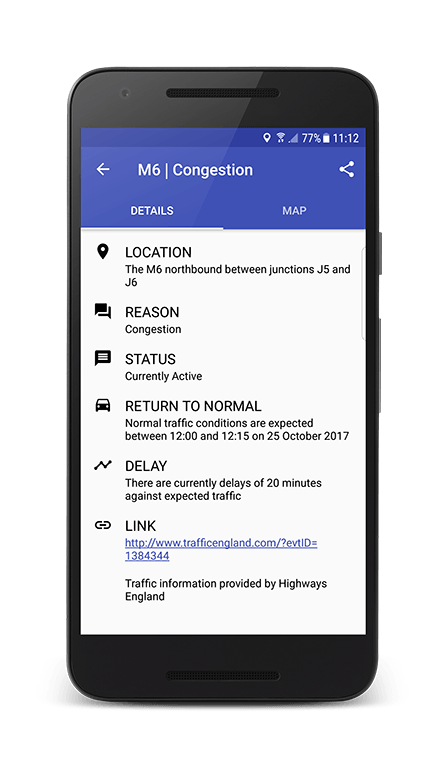 77% 11:12
M6 | Congestion
DETAILS MAP
LOCATION
The M6 northbound between junctions J5 and
J6
REASON
Congestion
STATUS
Currently Active
RETURN TO NORMAL
Normal traffic conditions are expected
between 12:00 and 12:15 on 25 October 2017
DELAY
There are currently delays of 20 minutes
against expected traffic
LINK
http://www.trafficengland.com/?evtID=
1384344
Traffic information provided by Highways
England